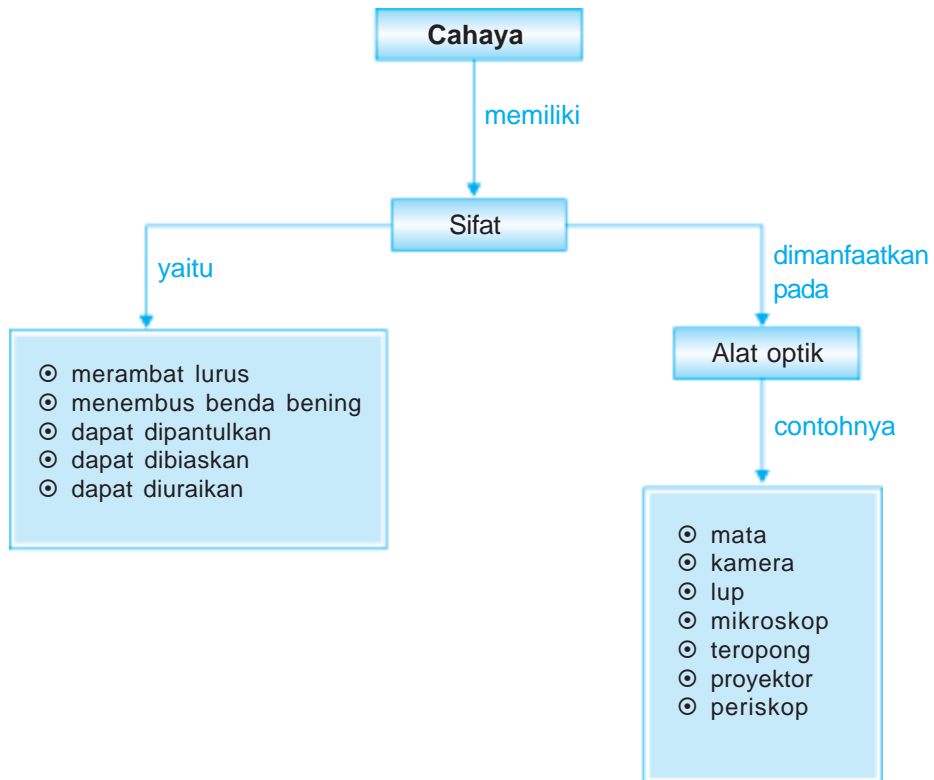 Cahaya
memiliki
Sifat
yaitu
⦿ merambat lurus
⦿ menembus benda bening
⦿ dapat dipantulkan
⦿ dapat dibiaskan
⦿ dapat diuraikan
dimanfaatkan
pada
Alat optik
contohnya
⦿ mata
⦿ kamera
⦿ lup
⦿ mikroskop
⦿ teropong
⦿ proyektor
⦿ periskop